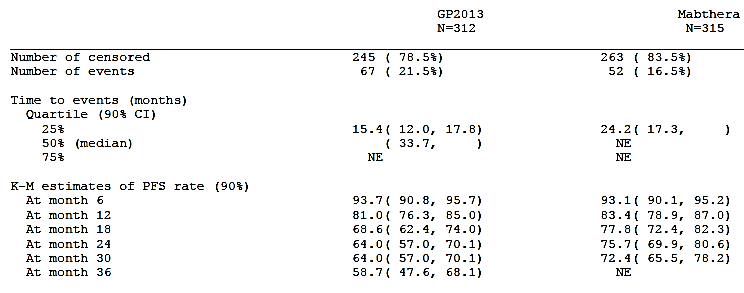 GP2013 Mabthera
N=312 N=315
Number of censored 245 ( 78.5%) 263 ( 83.5%)
Number of events 67 ( 21.5%) 52 ( 16.5%)
Time to events (months)
Quartile (90% CI)
25% 15.4( 12.0, 17.8) 24.2( 17.3, )
50% (median) ( 33.7, ) NE
75% NE NE
K-M estimates of PFS rate (90%)
At month 6 93.7( 90.8, 95.7) 93.1( 90.1, 95.2)
At month 12 81.0( 76.3, 85.0) 83.4( 78.9, 87.0)
At month 18 68.6( 62.4, 74.0) 77.8( 72.4, 82.3)
At month 24 64.0( 57.0, 70.1) 75.7( 69.9, 80.6)
At month 30 64.0( 57.0, 70.1) 72.4( 65.5, 78.2)
At month 36 58.7( 47.6, 68.1) NE